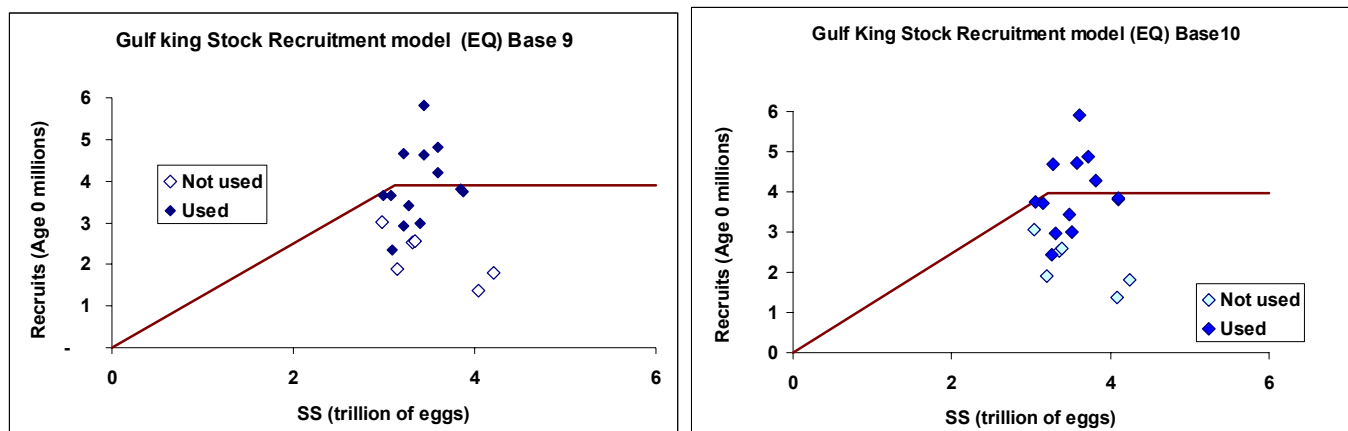 Gulf king Stock Recruitment model (EQ) Base 9
Recruits (Age 0 millions)
6
5
4
3
2
1
-
Not used
Used
0
2
4
6
SS (trillion of eggs)
Gulf King Stock Recruitment model (EQ) Base10
Recruits (Age 0 millions)
6
5
4
3
2
1
0
Not used
Used
0
2
4
6
SS (trillion of eggs)